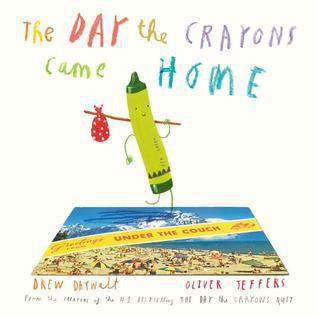 The DAY the CRAYONS
came HOME
Greetings
FROM
UNDER THE COUCH
DREW DAYWALT OLIVER JEFFERS
From the creators of the #1 bestselling THE DAY THE CRAYONS QUIT